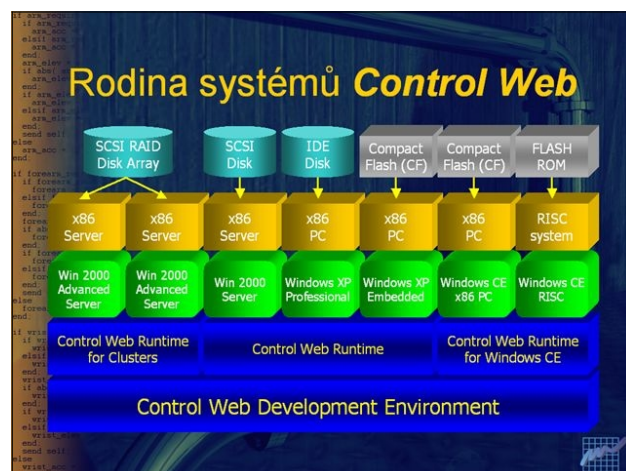 Rodina systémů Control Web
SCSI RAID
Disk Array
SCSI
Disk
IDE
Disk
Compact
Flash (CF)
Compact
Flash (CF)
FLASH
ROM
x86
Server
x86
Server
x86
Server
x86
PC
x86
PC
x86
PC
RISC
system
Win 2000
Advanced
Server
Win 2000
Advanced
Server
Win 2000
Server
Windows XP
Professional
Windows XP
Embedded
Windows CE
x86 PC
Windows CE
RISC
Control Web Runtime
for Clusters
Control Web Runtime
Control Web Runtime
for Windows CE
Control Web Development Environment